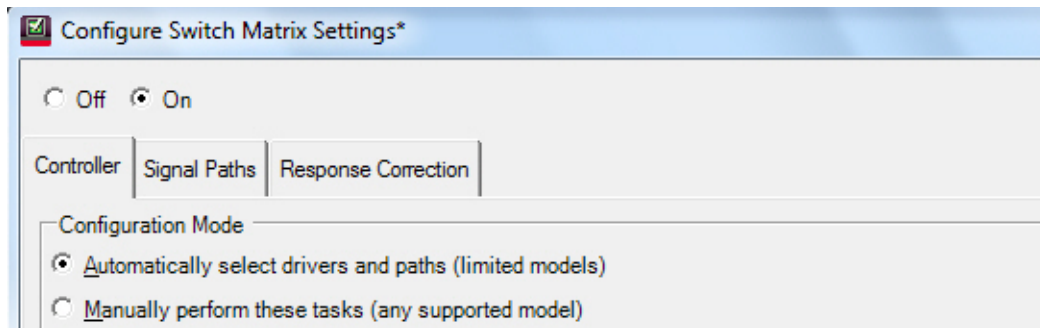 Configure Switch Matrix Settings*
Off On
Controller Signal Paths Response Correction
Configuration Mode
Automatically select drivers and paths (limited models)
Manually perform these tasks (any supported model)